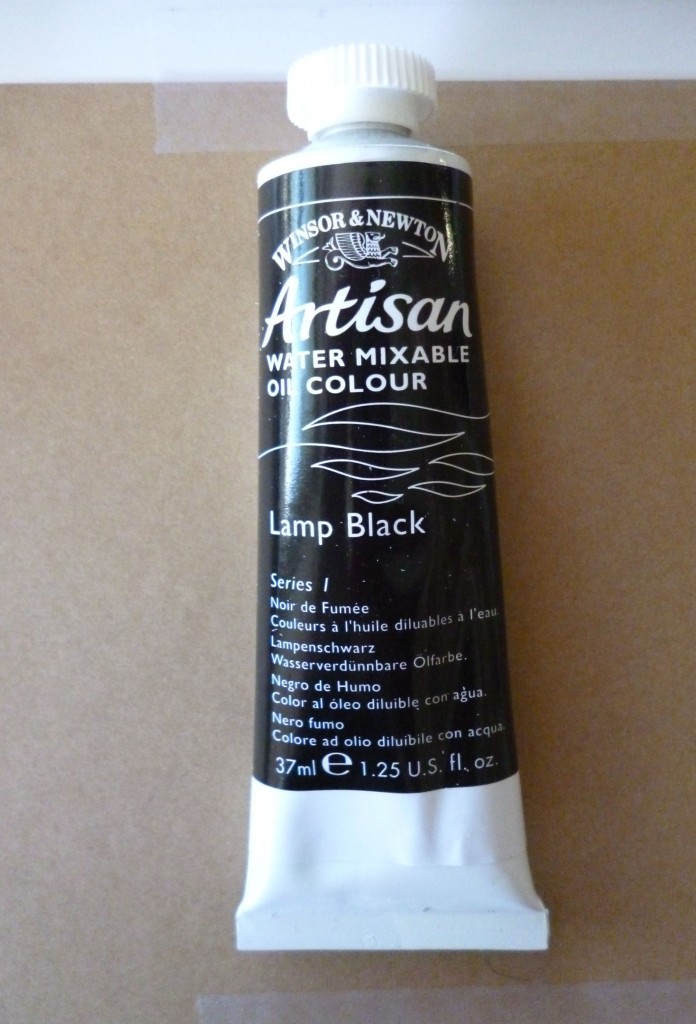 WINSOR & NEWTON
Artisan
WATER MIXABLE
OIL COLOUR
Lamp Black
Series 1
Noir de Fumée
Couleurs à l'huile diluables à l'eau.
Lampenschwarz
Wasserverdünnbare Ölfarbe.
Negro de Humo
Color al óleo diluible con agua.
Nero fumo
Colore ad olio diluibile con acqua.
37ml ℮ 1.25 U.S. fl. oz.